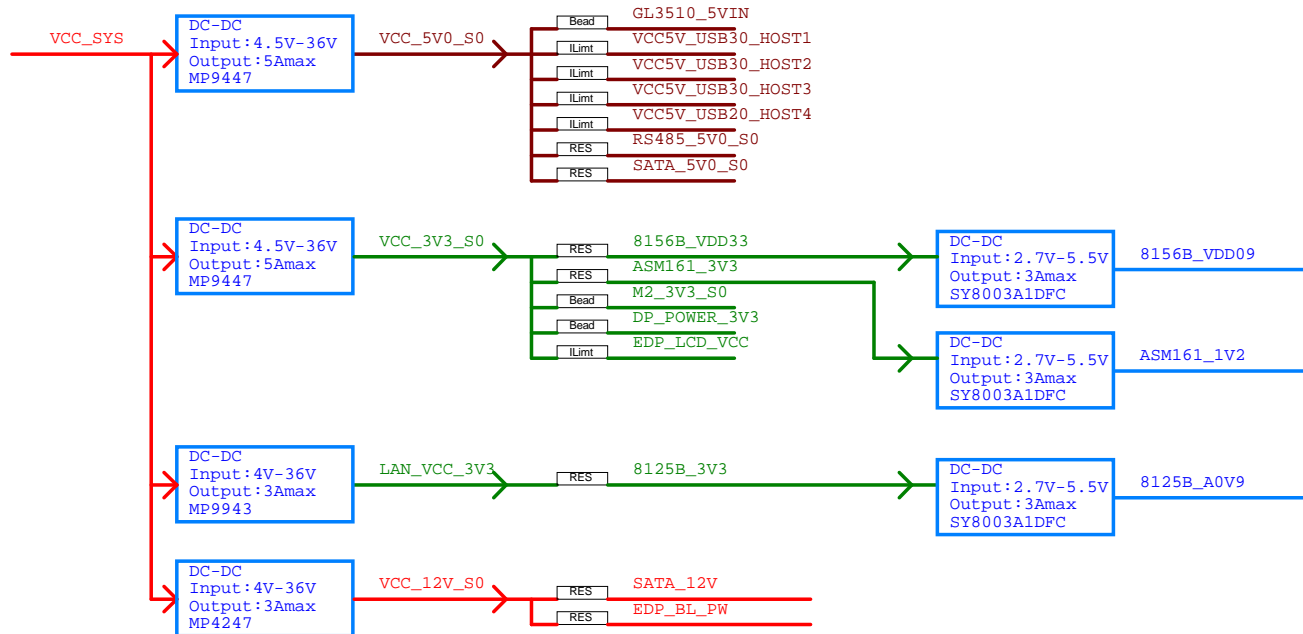 VCC_SYS
DC-DC
Input:4.5V-36V
Output:5Amax
MP9447
VCC_5V0_S0
Bead
GL3510_5VIN
ILimt
VCC5V_USB30_HOST1
ILimt
VCC5V_USB30_HOST2
ILimt
VCC5V_USB30_HOST3
ILimt
VCC5V_USB20_HOST4
RES
RS485_5V0_S0
RES
SATA_5V0_S0
DC-DC
Input:4.5V-36V
Output:5Amax
MP9447
VCC_3V3_S0
RES
8156B_VDD33
RES
ASM161_3V3
Bead
M2_3V3_S0
Bead
DP_POWER_3V3
ILimt
EDP_LCD_VCC
DC-DC
Input:2.7V-5.5V
Output:3Amax
SY8003A1DFC
8156B_VDD09
DC-DC
Input:2.7V-5.5V
Output:3Amax
SY8003A1DFC
ASM161_1V2
DC-DC
Input:4V-36V
Output:3Amax
MP9943
LAN_VCC_3V3
RES
8125B_3V3
DC-DC
Input:2.7V-5.5V
Output:3Amax
SY8003A1DFC
8125B_A0V9
DC-DC
Input:4V-36V
Output:3Amax
MP4247
VCC_12V_S0
RES
SATA_12V
RES
EDP_BL_PW